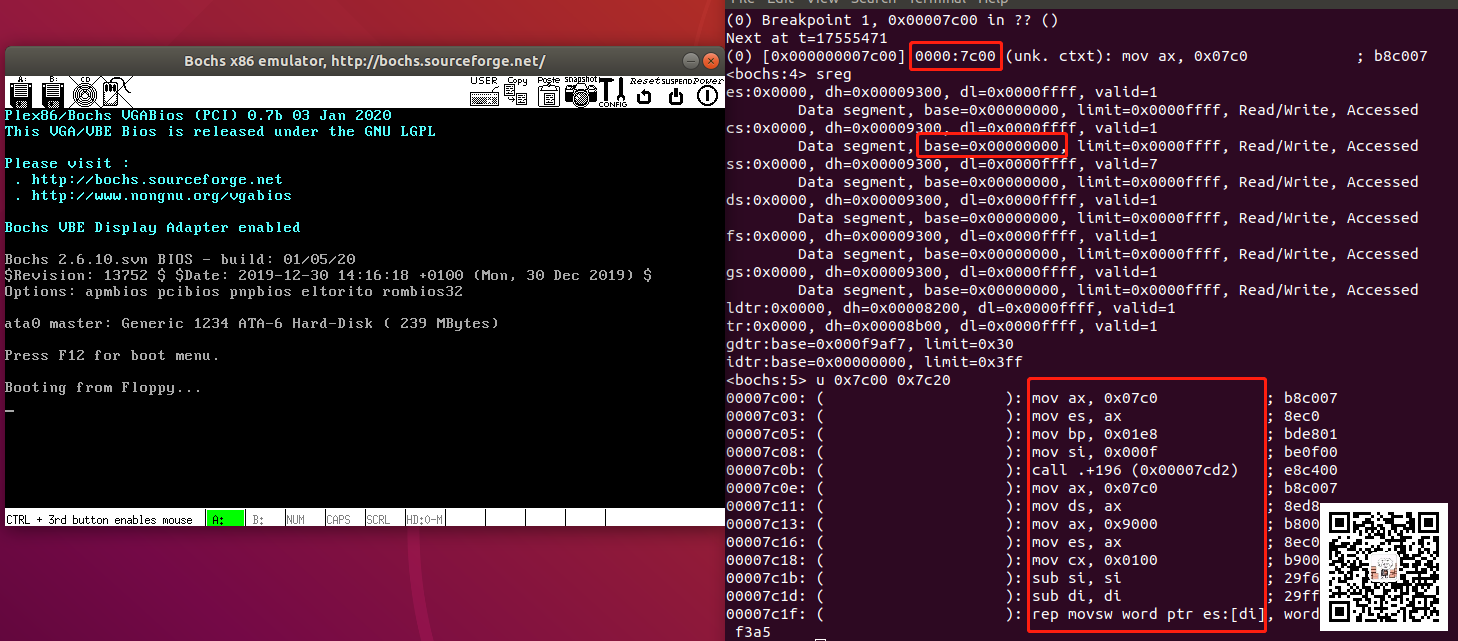 Bochs x86 emulator, http://bochs.sourceforge.net/
A: B: CD USER Copy Paste snapshot CONFIG Reset SUSPEND Power
Plex86/Bochs VGABios (PCI) 0.7b 03 Jan 2020
This VGA/VBE Bios is released under the GNU LGPL
Please visit :
. http://bochs.sourceforge.net
. http://www.nongnu.org/vgabios
Bochs VBE Display Adapter enabled
Bochs 2.6.10.svn BIOS - build: 01/05/20
$Revision: 13752 $ $Date: 2019-12-30 14:16:18 +0100 (Mon, 30 Dec 2019) $
Options: apmbios pcibios pnpbios eltorito rombios32
ata0 master: Generic 1234 ATA-6 Hard-Disk ( 239 MBytes)
Press F12 for boot menu.
Booting from Floppy...
_
CTRL + 3rd button enables mouse A: B: NUM CAPS SCRL HD:0-M
File Edit View Search Terminal Help
(0) Breakpoint 1, 0x00007c00 in ?? ()
Next at t=17555471
(0) [0x000000007c00] 0000:7c00 (unk. ctxt): mov ax, 0x07c0 ; b8c007
<bochs:4> sreg
es:0x0000, dh=0x00009300, dl=0x0000ffff, valid=1
Data segment, base=0x00000000, limit=0x0000ffff, Read/Write, Accessed
cs:0x0000, dh=0x00009300, dl=0x0000ffff, valid=1
Data segment, base=0x00000000, limit=0x0000ffff, Read/Write, Accessed
ss:0x0000, dh=0x00009300, dl=0x0000ffff, valid=7
Data segment, base=0x00000000, limit=0x0000ffff, Read/Write, Accessed
ds:0x0000, dh=0x00009300, dl=0x0000ffff, valid=1
Data segment, base=0x00000000, limit=0x0000ffff, Read/Write, Accessed
fs:0x0000, dh=0x00009300, dl=0x0000ffff, valid=1
Data segment, base=0x00000000, limit=0x0000ffff, Read/Write, Accessed
gs:0x0000, dh=0x00009300, dl=0x0000ffff, valid=1
Data segment, base=0x00000000, limit=0x0000ffff, Read/Write, Accessed
ldtr:0x0000, dh=0x00008200, dl=0x0000ffff, valid=1
tr:0x0000, dh=0x00008b00, dl=0x0000ffff, valid=1
gdtr:base=0x000f9af7, limit=0x30
idtr:base=0x00000000, limit=0x3ff
<bochs:5> u 0x7c00 0x7c20
00007c00: ( ): mov ax, 0x07c0 ; b8c007
00007c03: ( ): mov es, ax ; 8ec0
00007c05: ( ): mov bp, 0x01e8 ; bde801
00007c08: ( ): mov si, 0x000f ; be0f00
00007c0b: ( ): call .+196 (0x00007cd2) ; e8c400
00007c0e: ( ): mov ax, 0x07c0 ; b8c007
00007c11: ( ): mov ds, ax ; 8ed8
00007c13: ( ): mov ax, 0x9000 ; b800
00007c16: ( ): mov es, ax ; 8ec0
00007c18: ( ): mov cx, 0x0100 ; b900
00007c1b: ( ): sub si, si ; 29f6
00007c1d: ( ): sub di, di ; 29ff
00007c1f: ( ): rep movsw word ptr es:[di], word
f3a5